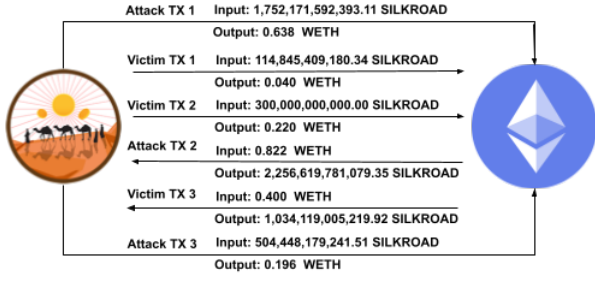 Attack TX 1 Input: 1,752,171,592,393.11 SILKROAD
Output: 0.638 WETH
Victim TX 1 Input: 114,845,409,180.34 SILKROAD
Output: 0.040 WETH
Victim TX 2 Input: 300,000,000,000.00 SILKROAD
Output: 0.220 WETH
Attack TX 2 Input: 0.822 WETH
Output: 2,256,619,781,079.35 SILKROAD
Victim TX 3 Input: 0.400 WETH
Output: 1,034,119,005,219.92 SILKROAD
Attack TX 3 Input: 504,448,179,241.51 SILKROAD
Output: 0.196 WETH